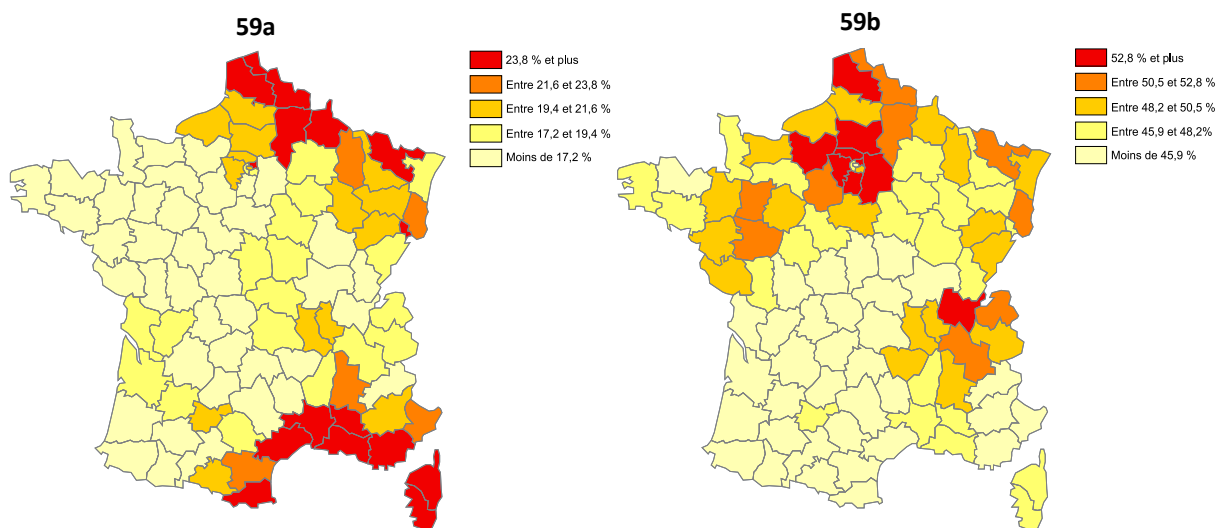 59a
23,8 % et plus
Entre 21,6 et 23,8 %
Entre 19,4 et 21,6 %
Entre 17,2 et 19,4 %
Moins de 17,2 %
59b
52,8 % et plus
Entre 50,5 et 52,8 %
Entre 48,2 et 50,5 %
Entre 45,9 et 48,2%
Moins de 45,9 %